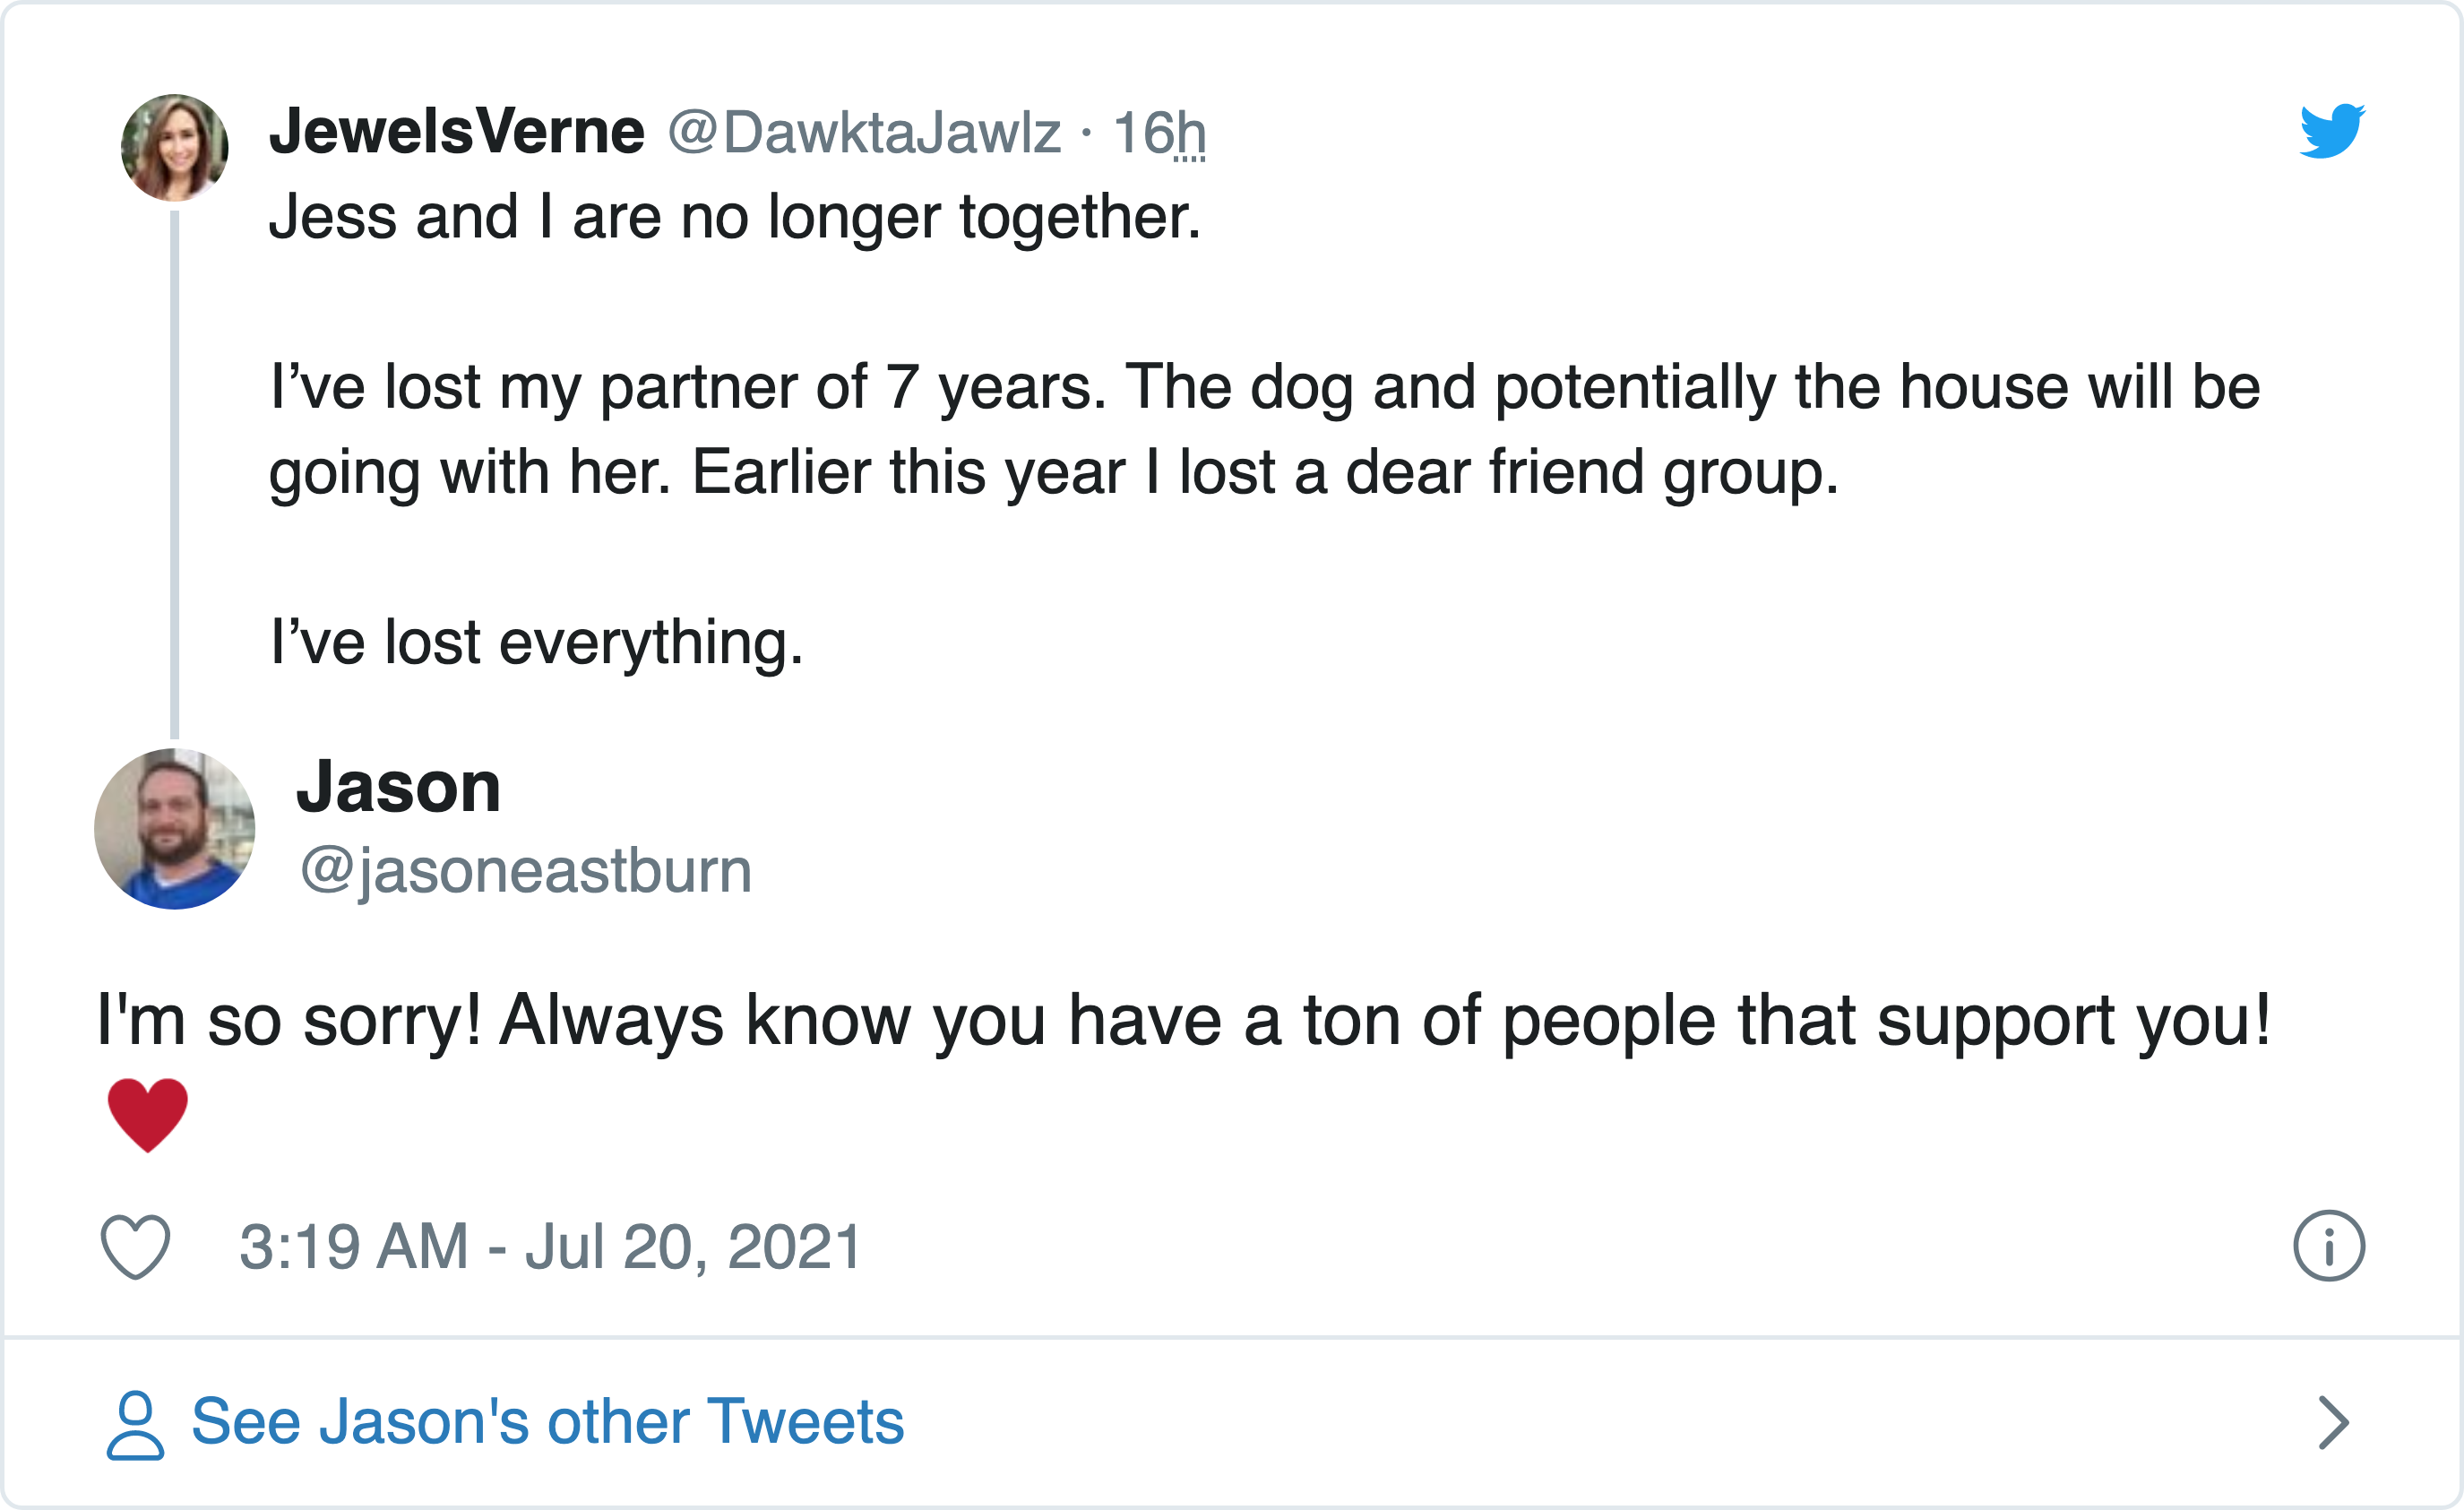 JewelsVerne @DawktaJawlz · 16h
Jess and I are no longer together.
I’ve lost my partner of 7 years. The dog and potentially the house will be
going with her. Earlier this year I lost a dear friend group.
I’ve lost everything.
Jason
@jasoneastburn
I'm so sorry! Always know you have a ton of people that support you!
3:19 AM - Jul 20, 2021
See Jason's other Tweets